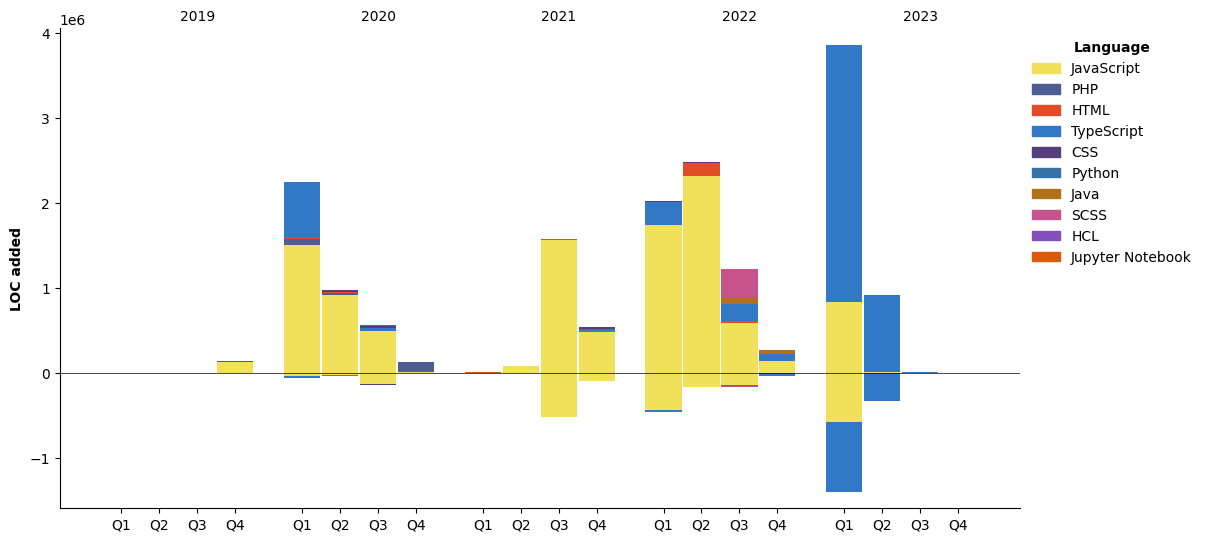 2019 2020 2021 2022 2023
1e6
4
3
2
1
0
−1
LOC added
Q1 Q2 Q3 Q4 Q1 Q2 Q3 Q4 Q1 Q2 Q3 Q4 Q1 Q2 Q3 Q4 Q1 Q2 Q3 Q4
Language
JavaScript
PHP
HTML
TypeScript
CSS
Python
Java
SCSS
HCL
Jupyter Notebook